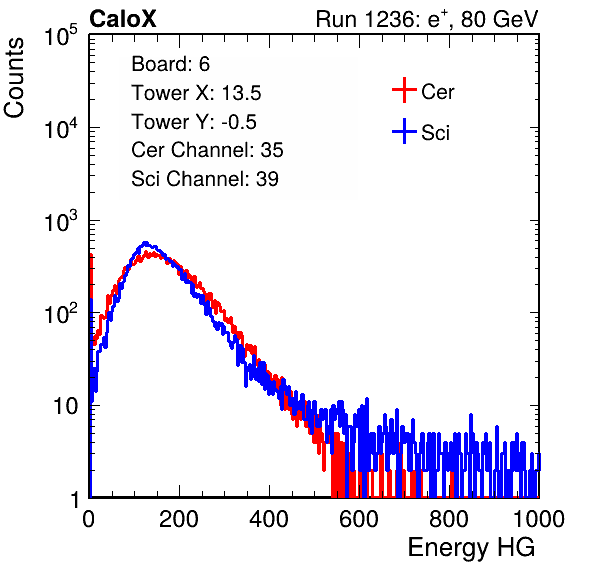 CaloX Run 1236: e⁺, 80 GeV
Counts
10⁵
10⁴
10³
10²
10
1
Board: 6
Tower X: 13.5
Tower Y: -0.5
Cer Channel: 35
Sci Channel: 39
Cer
Sci
0 200 400 600 800 1000
Energy HG